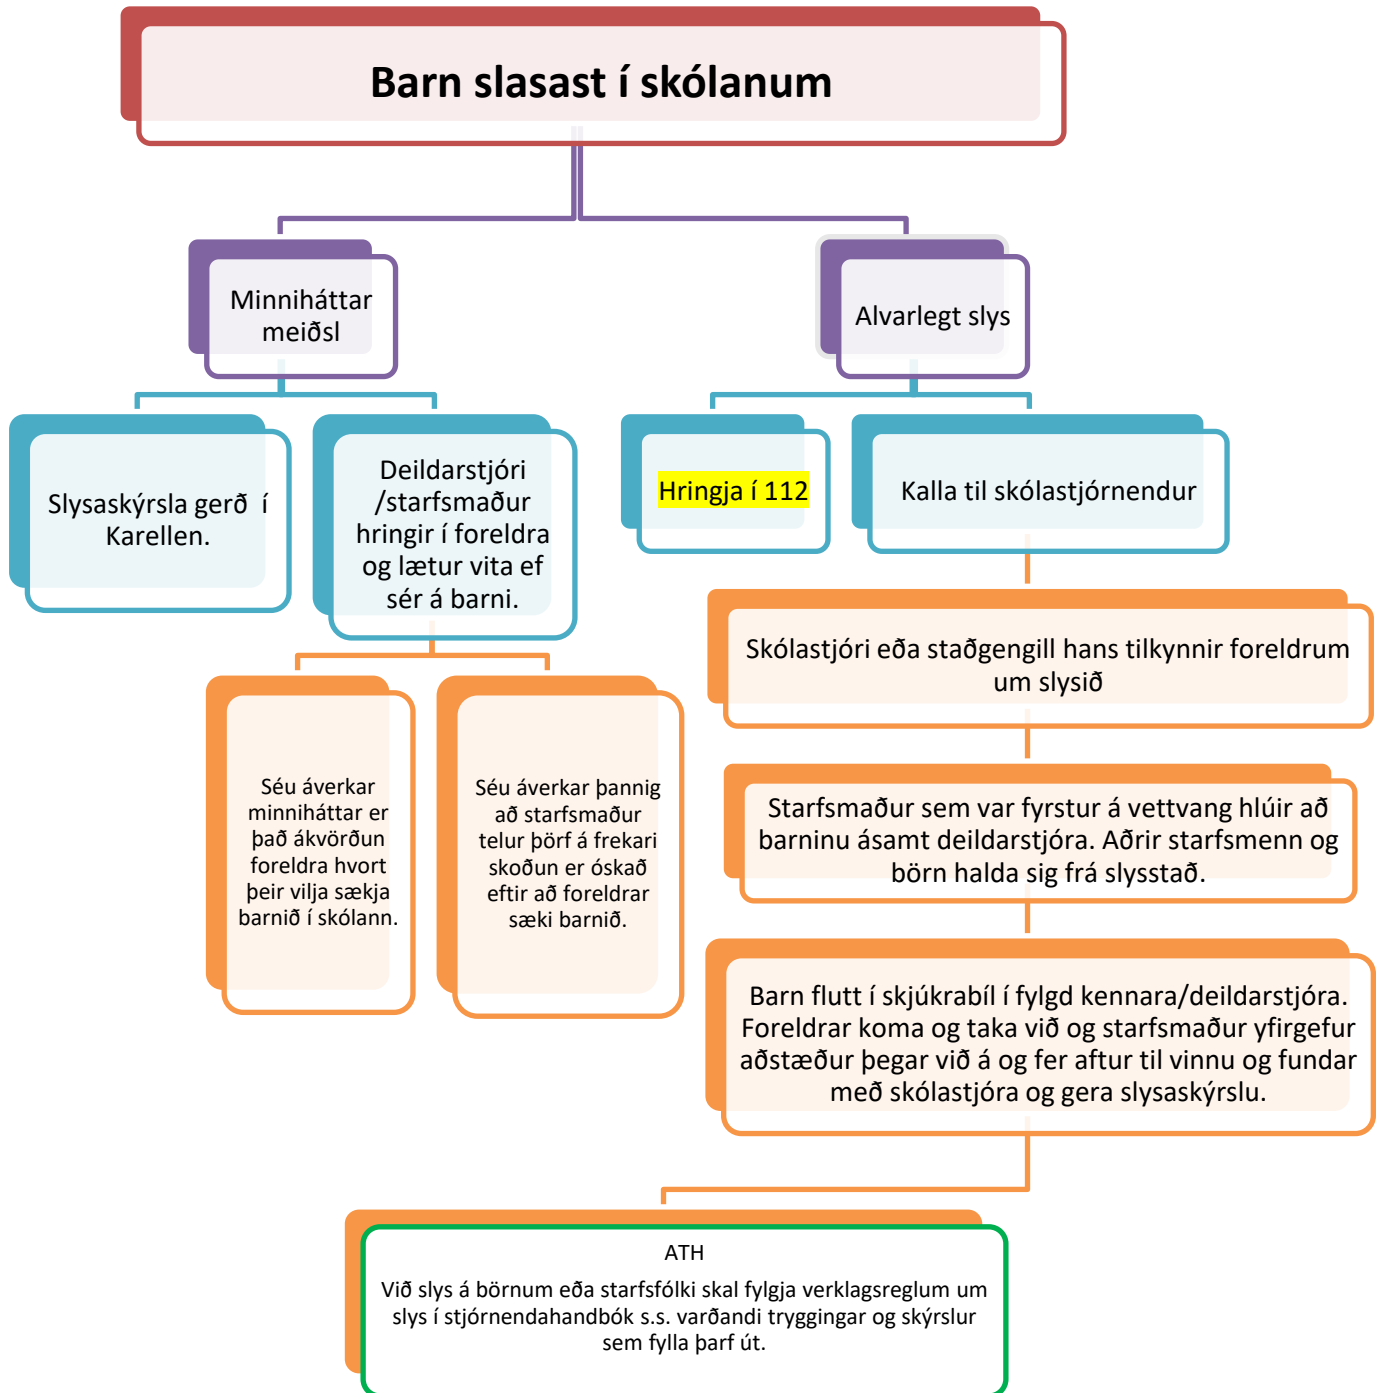 Barn slasast í skólanum
Minniháttar
meiðsl
Alvarlegt slys
Slysaskýrsla gerð í
Karellen.
Deildarstjóri
/starfsmaður
hringir í foreldra
og lætur vita ef
sér á barni.
Hringja í 112
Kalla til skólastjórnendur
Séu áverkar
minniháttar er
það ákvörðun
foreldra hvort
þeir vilja sækja
barnið í skólann.
Séu áverkar þannig
að starfsmaður
telur þörf á frekari
skoðun er óskað
eftir að foreldrar
sæki barnið.
Skólastjóri eða staðgengill hans tilkynnir foreldrum
um slysið
Starfsmaður sem var fyrstur á vettvang hlúir að
barninu ásamt deildarstjóra. Aðrir starfsmenn og
börn halda sig frá slysstað.
Barn flutt í skjúkrabíl í fylgd kennara/deildarstjóra.
Foreldrar koma og taka við og starfsmaður yfirgefur
aðstæður þegar við á og fer aftur til vinnu og fundar
með skólastjóra og gera slysaskýrslu.
ATH
Við slys á börnum eða starfsfólki skal fylgja verklagsreglum um
slys í stjórnendahandbók s.s. varðandi tryggingar og skýrslur
sem fylla þarf út.